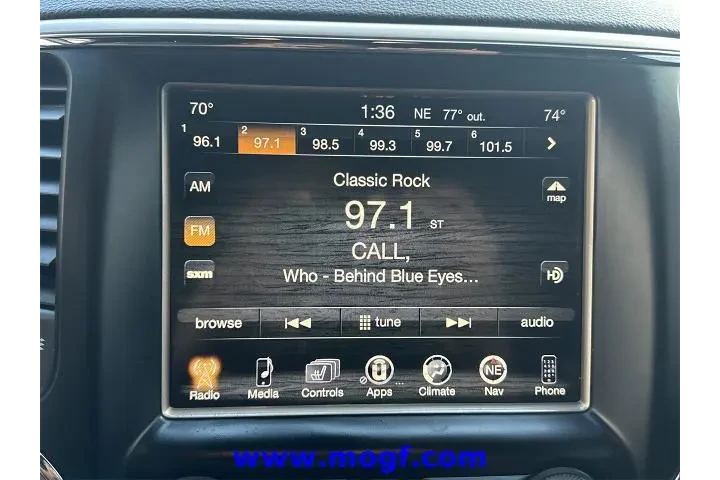 70° 1:36 NE 77° out. 74°
1 96.1 2 97.1 3 98.5 4 99.3 5 99.7 6 101.5 >
AM
Classic Rock
map
97.1 ST
FM
CALL,
sxm
Who - Behind Blue Eyes...
HD
browse tune audio
Radio Media Controls Apps ... Climate NE Nav Phone
www.mogf.com